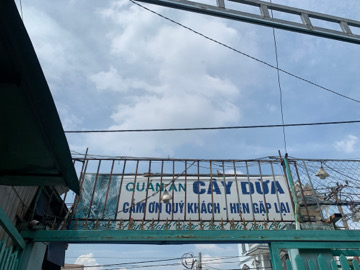 QUÁN ĂN CÂY DỪA
CẢM ƠN QUÝ KHÁCH - HẸN GẶP LẠI